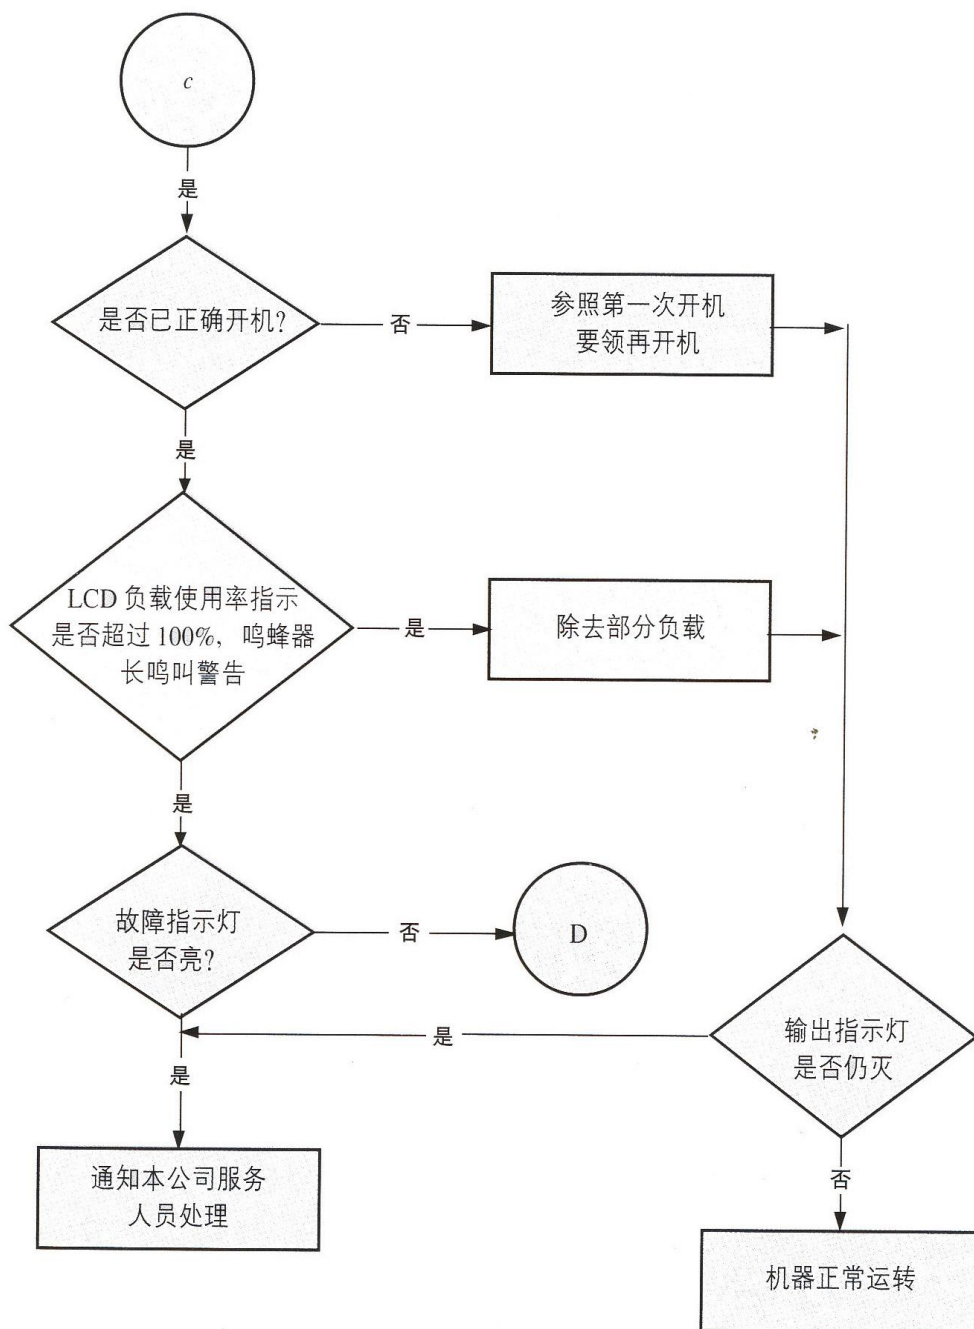 c
是
是否已正确开机?
否
参照第一次开机
要领再开机
是
LCD 负载使用率指示
是否超过 100%, 鸣蜂器
长鸣叫警告
是
除去部分负载
是
故障指示灯
是否亮?
否
D
输出指示灯
是否仍灭
是
是
通知本公司服务
人员处理
否
机器正常运转